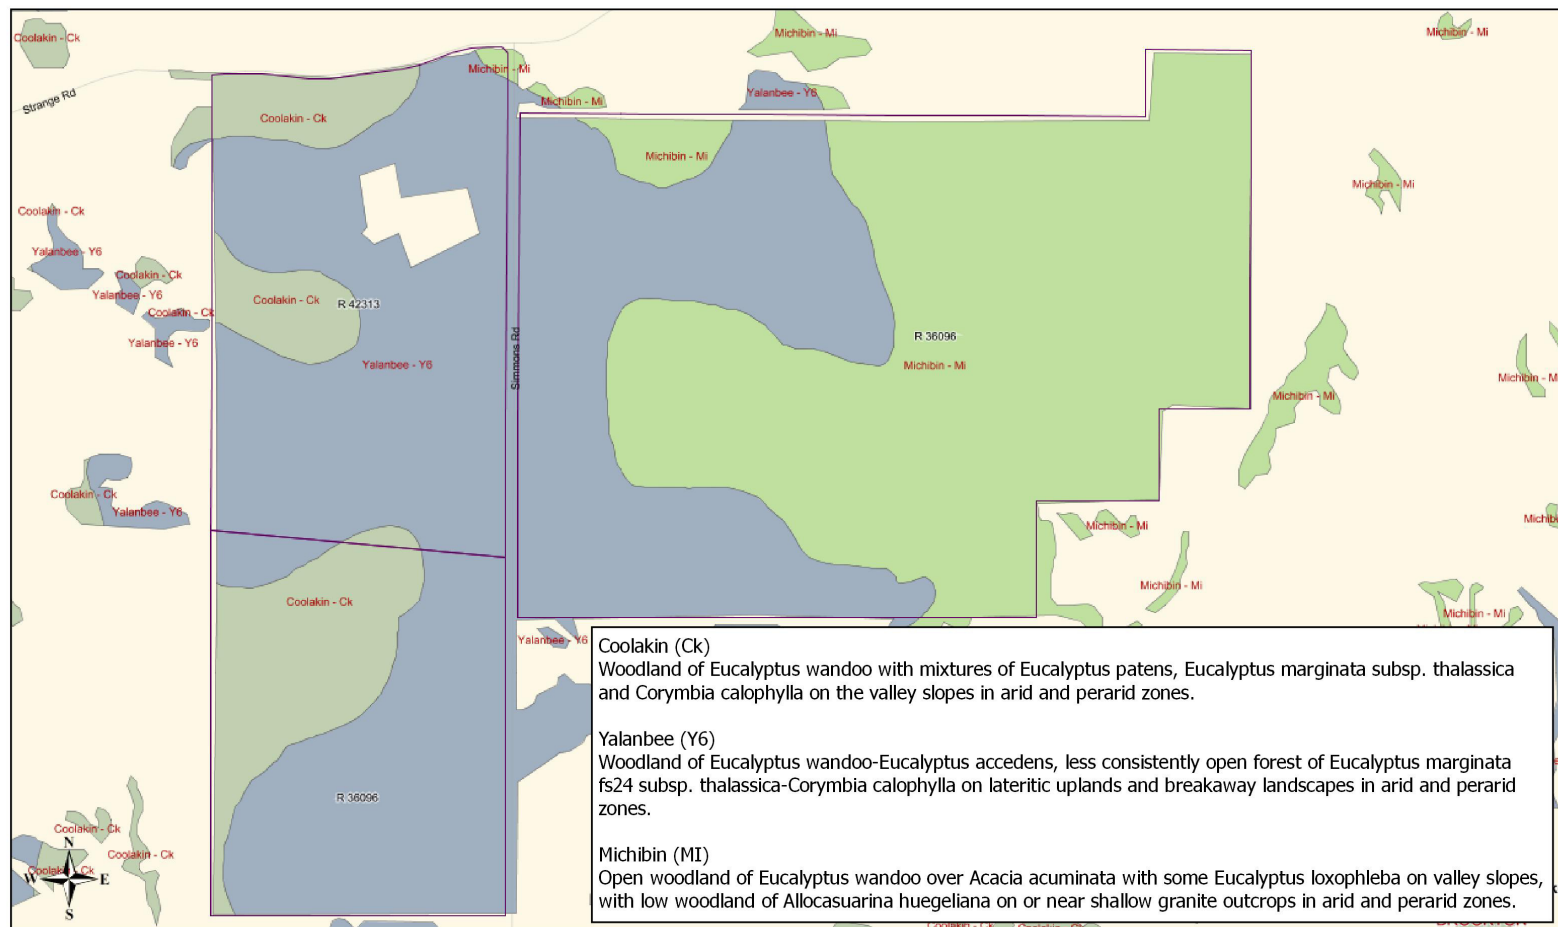 Coolakin - Ck
Michibin - Mi
Michibin - Mi
Michibin - Mi
Yalanbee - Y6
Michibin - Mi
Strange Rd
Coolakin - Ck
Michibin - Mi
Michibin - Mi
Coolakin - Ck
Yalanbee - Y6
Coolakin - Ck
Yalanbee - Y6
Coolakin - Ck
R 42313
Coolakin - Ck
Yalanbee - Y6
Yalanbee - Y6
Simmons Rd
R 36096
Michibin - Mi
Michibin - M
Michibin - Mi
Coolakin - Ck
Yalanbee - Y6
Michibin - Mi
Michib
Michibin - Mi
Coolakin - Ck
Michibin - Mi
Yalanbee - Y6
Coolakin (Ck)
Woodland of Eucalyptus wandoo with mixtures of Eucalyptus patens, Eucalyptus marginata subsp. thalassica
and Corymbia calophylla on the valley slopes in arid and perarid zones.
Yalanbee (Y6)
Woodland of Eucalyptus wandoo-Eucalyptus accedens, less consistently open forest of Eucalyptus marginata
fs24 subsp. thalassica-Corymbia calophylla on lateritic uplands and breakaway landscapes in arid and perarid
zones.
Michibin (MI)
Open woodland of Eucalyptus wandoo over Acacia acuminata with some Eucalyptus loxophleba on valley slopes,
with low woodland of Allocasuarina huegeliana on or near shallow granite outcrops in arid and perarid zones.
R 36096
Coolakin - Ck
Coolakin - Ck
Coolakin - Ck
N
W
E
S